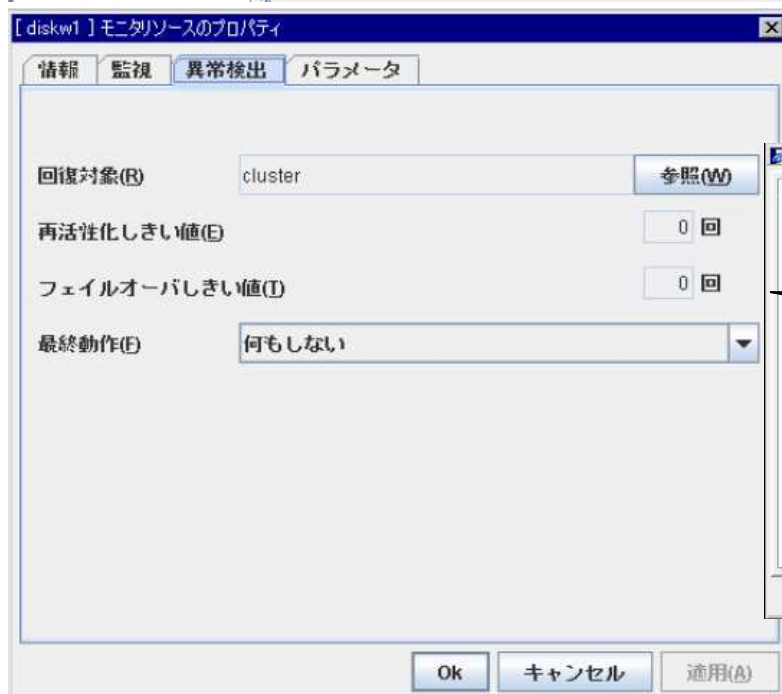 [ diskw1 ] モニタリソースのプロパティ
情報 監視 異常検出 パラメータ
回復対象(R) cluster 参照(W)
再活性化しきい値(E) 0 回
フェイルオーバしきい値(T) 0 回
最終動作(F) 何もしない
Ok キャンセル 適用(A)